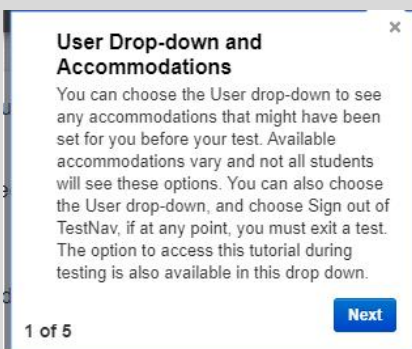 ×
User Drop-down and
Accommodations
You can choose the User drop-down to see
any accommodations that might have been
set for you before your test. Available
accommodations vary and not all students
will see these options. You can also choose
the User drop-down, and choose Sign out of
TestNav, if at any point, you must exit a test.
The option to access this tutorial during
testing is also available in this drop down.
Next
1 of 5